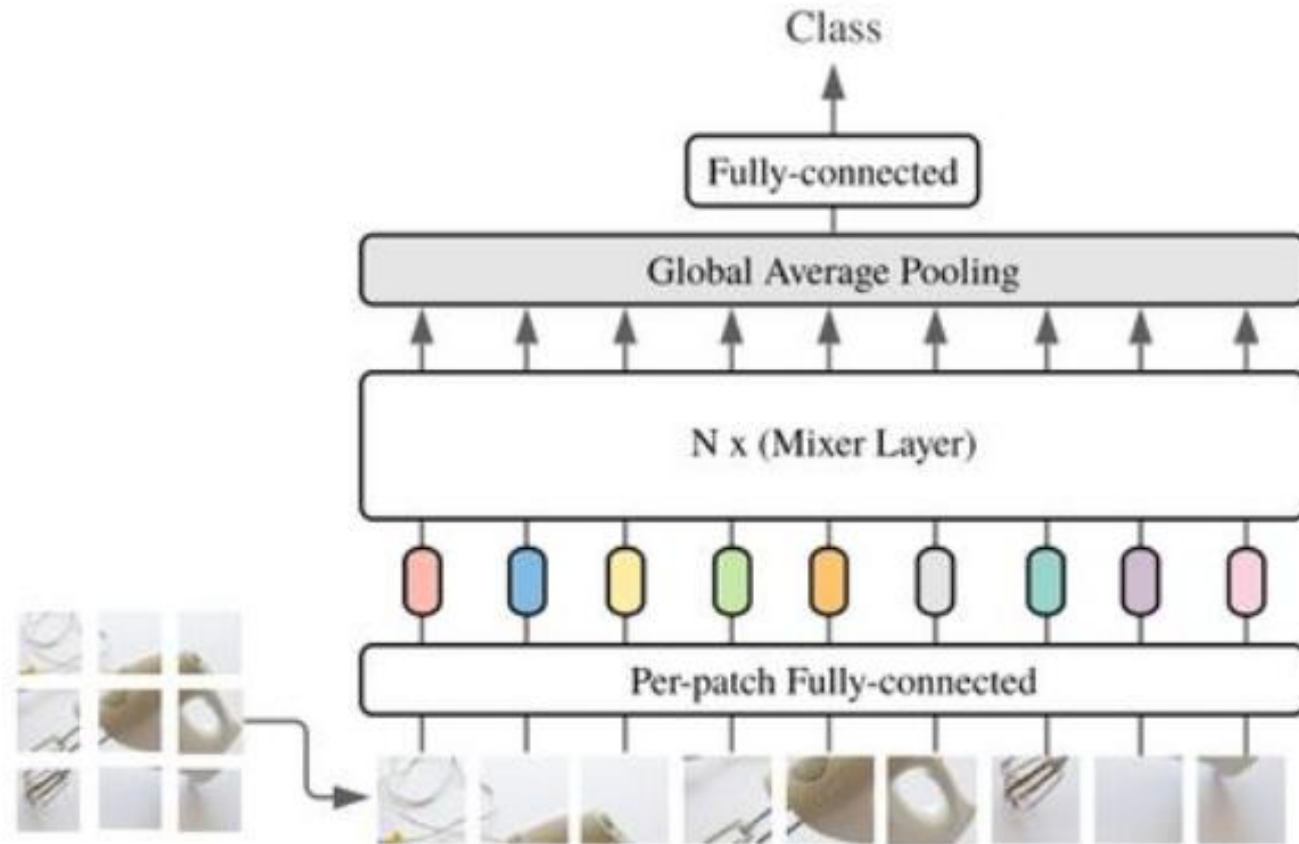 Class
Fully-connected
Global Average Pooling
N x (Mixer Layer)
Per-patch Fully-connected